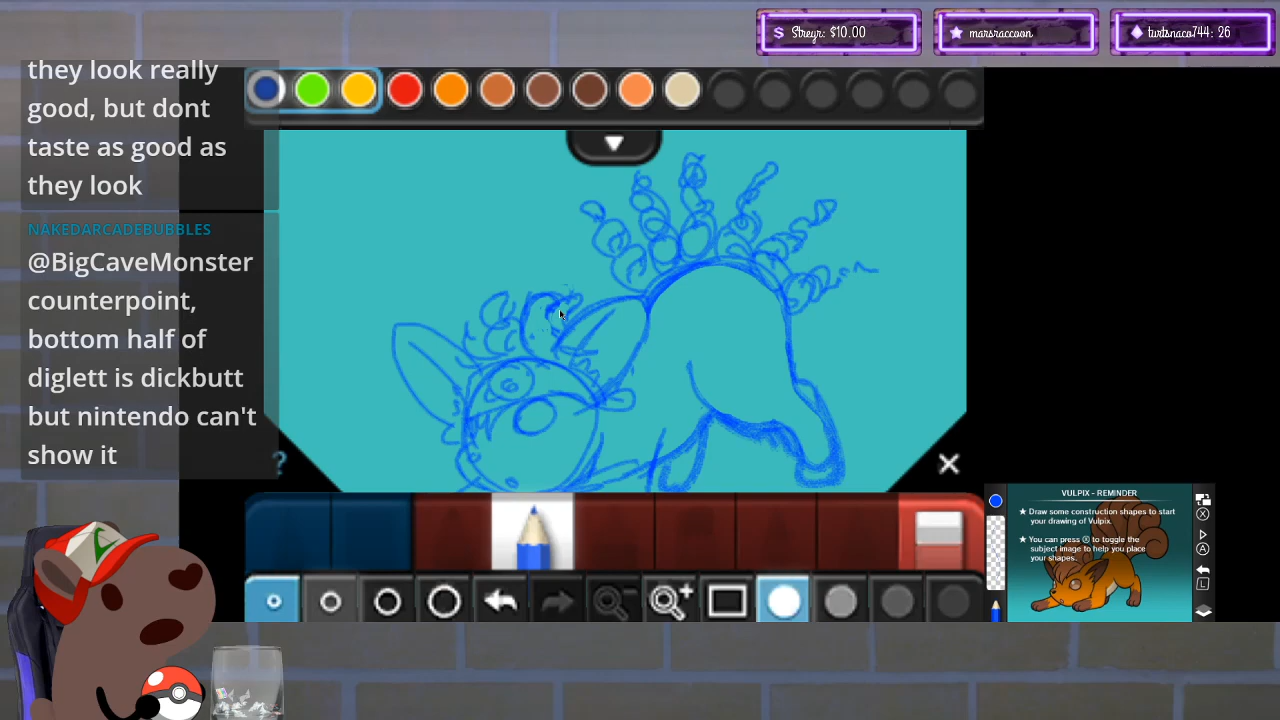 $ Streyr: $10.00
marsraccoon
twtsnaco744: 26
they look really
good, but dont
taste as good as
they look
NAKEDARCADEBUBBLES
@BigCaveMonster
counterpoint,
bottom half of
diglett is dickbutt
but nintendo can't
show it
?
VULPIX - REMINDER
★ Draw some construction shapes to start
your drawing of Vulpix.
★ You can press Ⓧ to toggle the
subject image to help you place
your shapes.
X
A
L